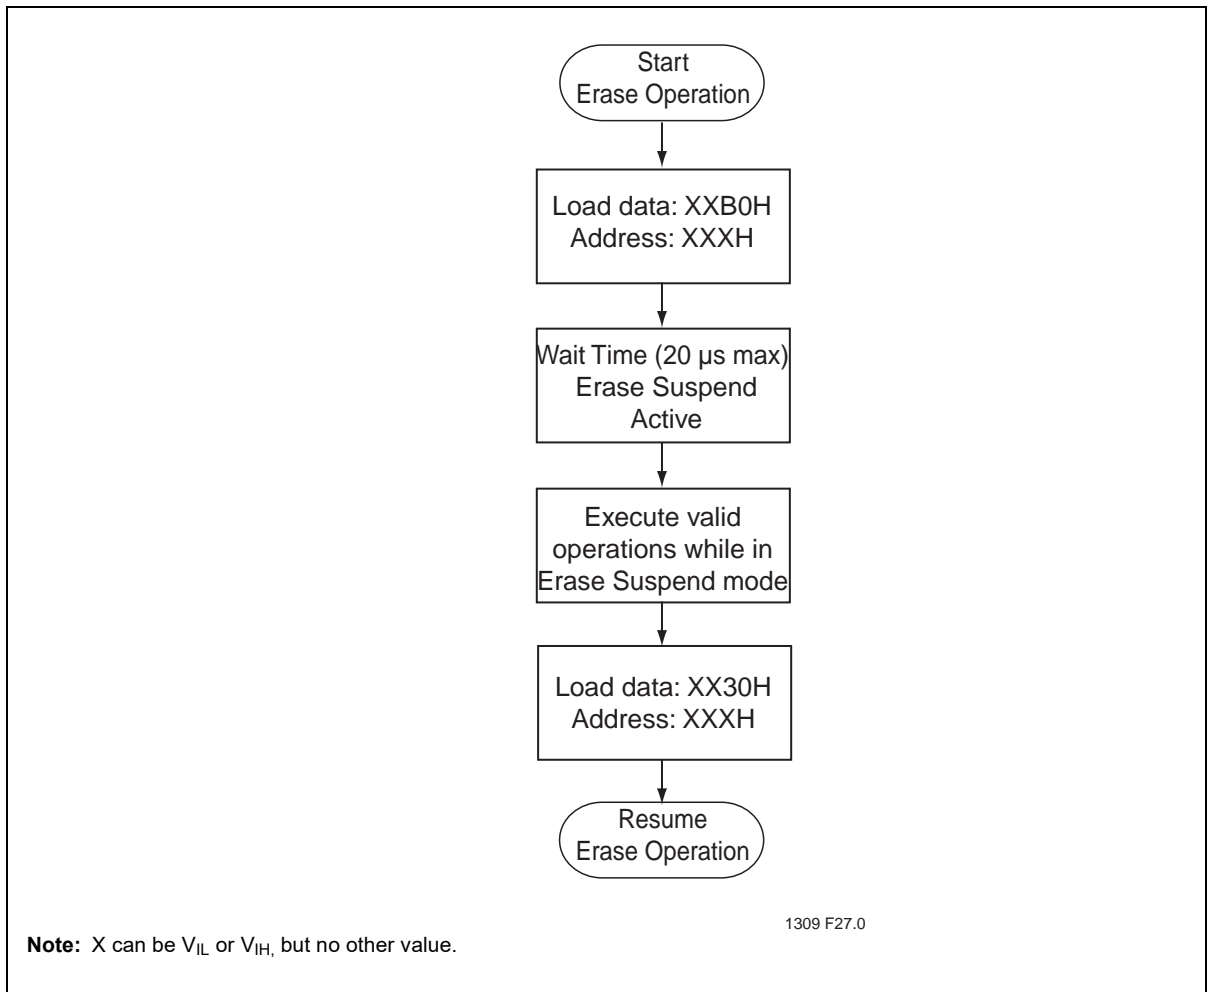 Start
Erase Operation
Load data: XXB0H
Address: XXXH
Wait Time (20 µs max)
Erase Suspend
Active
Execute valid
operations while in
Erase Suspend mode
Load data: XX30H
Address: XXXH
Resume
Erase Operation
1309 F27.0
Note: X can be VIL or VIH, but no other value.